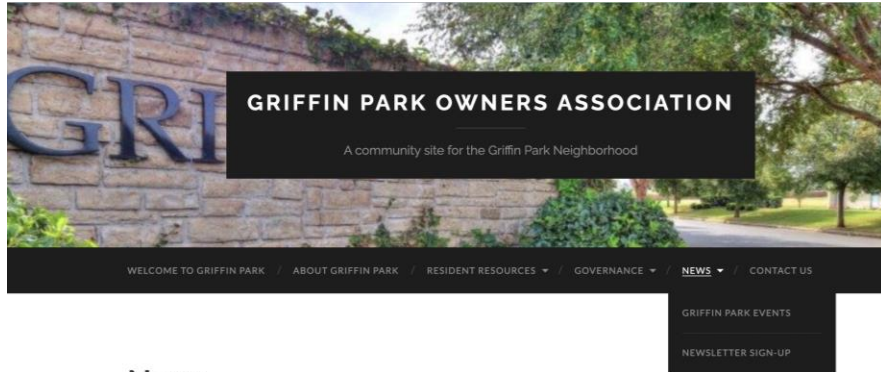 GRI
GRIFFIN PARK OWNERS ASSOCIATION
A community site for the Griffin Park Neighborhood
WELCOME TO GRIFFIN PARK / ABOUT GRIFFIN PARK / RESIDENT RESOURCES / GOVERNANCE / NEWS / CONTACT US
GRIFFIN PARK EVENTS
NEWSLETTER SIGN-UP